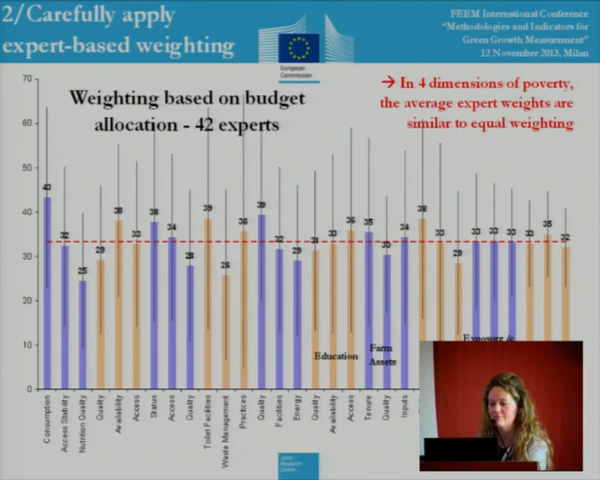 2/Carefully apply
expert-based weighting
FEEM International Conference
"Methodologies and Indicators for
Green Growth Measurement"
12 November 2013, Milan
European
Commission
Weighting based on budget
allocation - 42 experts
→ In 4 dimensions of poverty,
the average expert weights are
similar to equal weighting
70
60
50
40
30
20
10
0
43
32
25
29
38
33
38
34
28
39
26
36
39
32
29
31
33
36
35
30
34
38
33
29
33
33
33
33
35
32
Education
Farm
Assets
Exposure &
Consumption
Access Stability
Nutrition Quality
Quality
Availability
Access
Status
Access
Quality
Toilet Facilities
Waste Management
Practices
Quality
Facilities
Energy
Quality
Availability
Access
Tenure
Quality
Inputs
Joint
Research
Centre